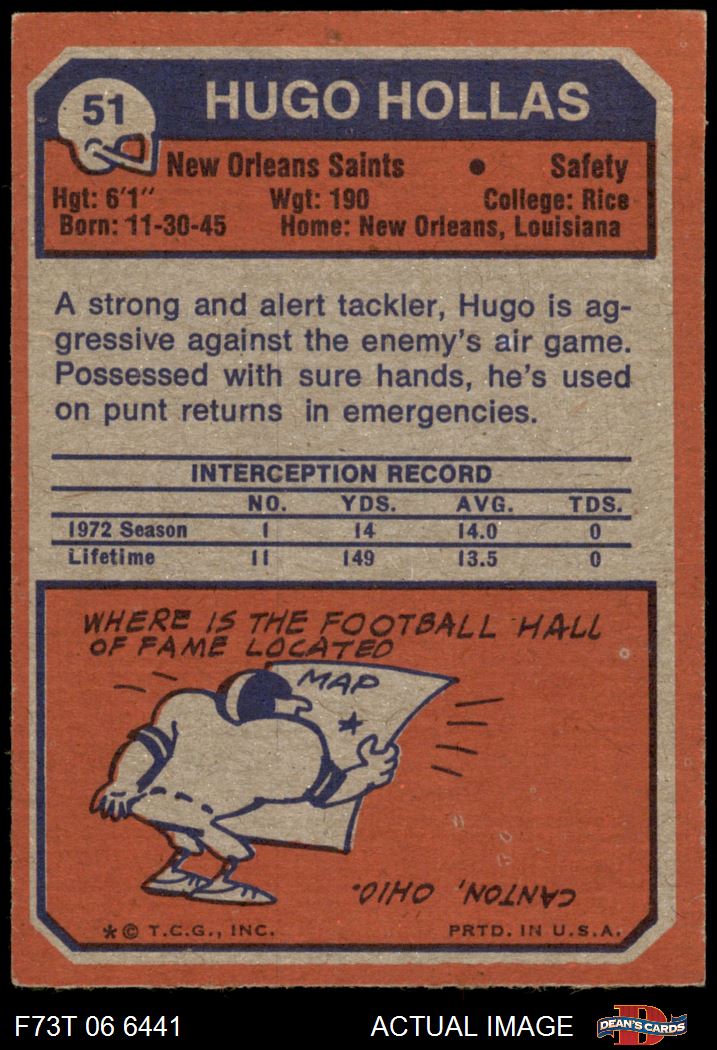 51
HUGO HOLLAS
New Orleans Saints • Safety
Hgt: 6'1" Wgt: 190 College: Rice
Born: 11-30-45 Home: New Orleans, Louisiana
A strong and alert tackler, Hugo is ag-
gressive against the enemy's air game.
Possessed with sure hands, he's used
on punt returns in emergencies.
INTERCEPTION RECORD
NO. YDS. AVG. TDS.
1972 Season 1 14 14.0 0
Lifetime 11 149 13.5 0
WHERE IS THE FOOTBALL HALL
OF FAME LOCATED
MAP
CANTON, OHIO.
* © T.C.G., INC. PRTD. IN U.S.A.
F73T 06 6441 ACTUAL IMAGE D DEAN'S CARDS